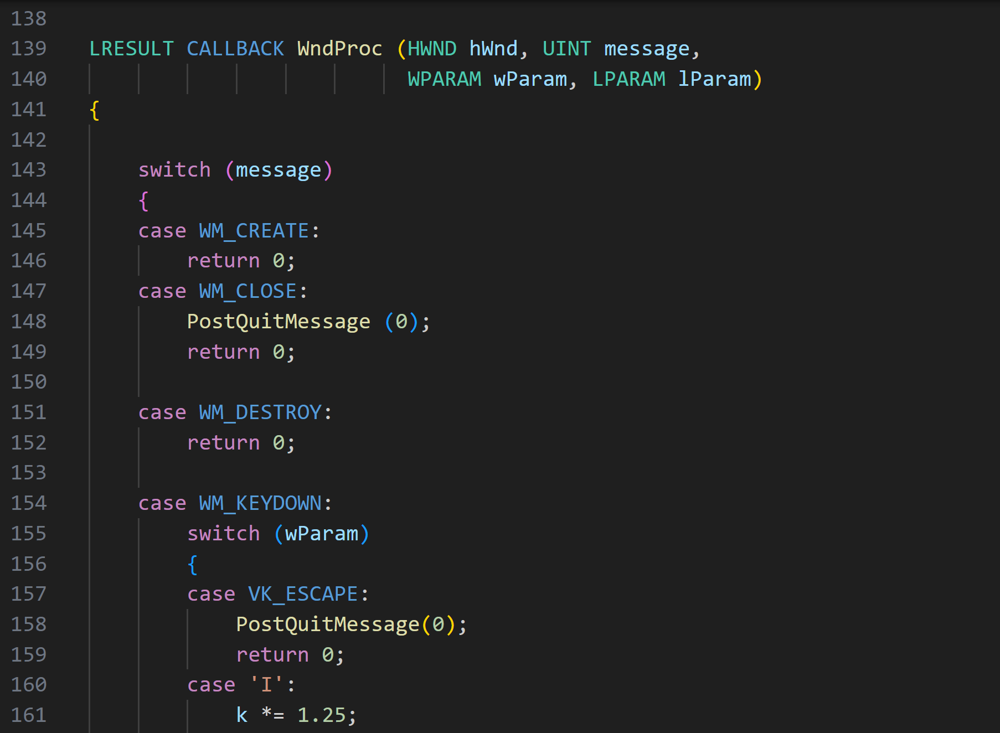 138
139 LRESULT CALLBACK WndProc (HWND hWnd, UINT message,
140                           WPARAM wParam, LPARAM lParam)
141 {
142
143     switch (message)
144     {
145     case WM_CREATE:
146         return 0;
147     case WM_CLOSE:
148         PostQuitMessage (0);
149         return 0;
150
151     case WM_DESTROY:
152         return 0;
153
154     case WM_KEYDOWN:
155         switch (wParam)
156         {
157         case VK_ESCAPE:
158             PostQuitMessage(0);
159             return 0;
160         case 'I':
161             k *= 1.25;